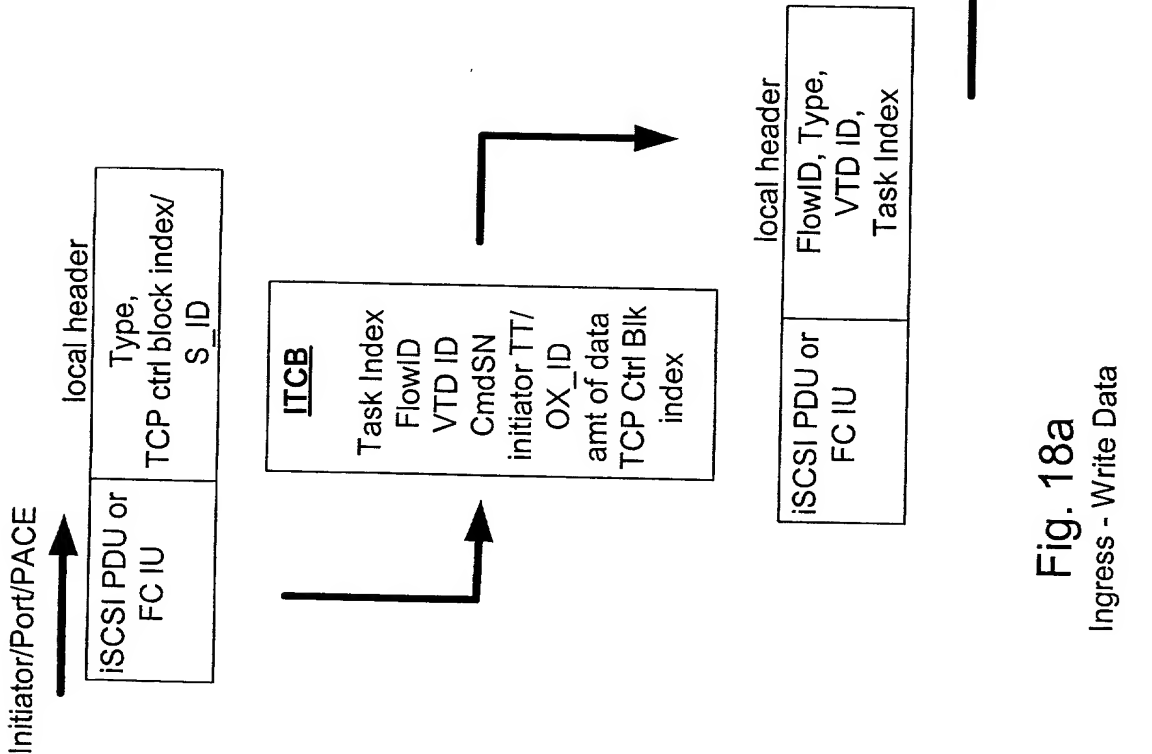 Initiator/Port/PACE
local header
iSCSI PDU or
FC IU
Type,
TCP ctrl block index/
S_ID
ITCB
Task Index
FlowID
VTD ID
CmdSN
initiator TT/
OX_ID
amt of data
TCP Ctrl Blk
index
local header
iSCSI PDU or
FC IU
FlowID, Type,
VTD ID,
Task Index
Fig. 18a
Ingress - Write Data